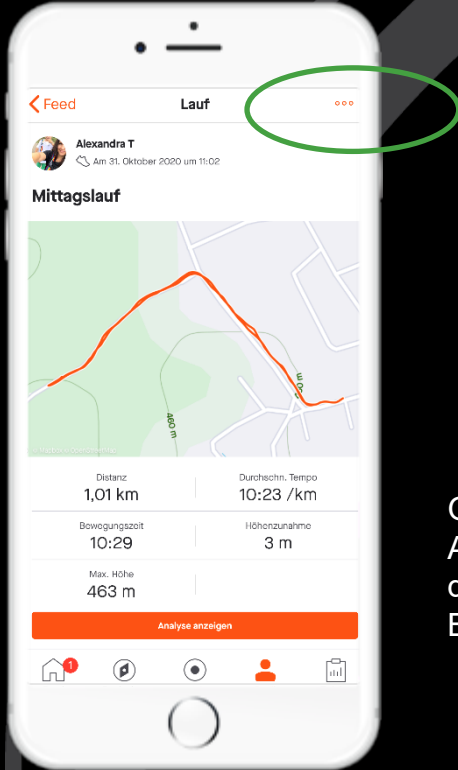 Feed
Lauf
Alexandra T
Am 31. Oktober 2020 um 11:02
Mittagslauf
460 m
Distanz
1,01 km
Durchschn. Tempo
10:23 /km
Bewegungszeit
10:29
Höhenzunahme
3 m
Max. Höhe
463 m
Analyse anzeigen
1